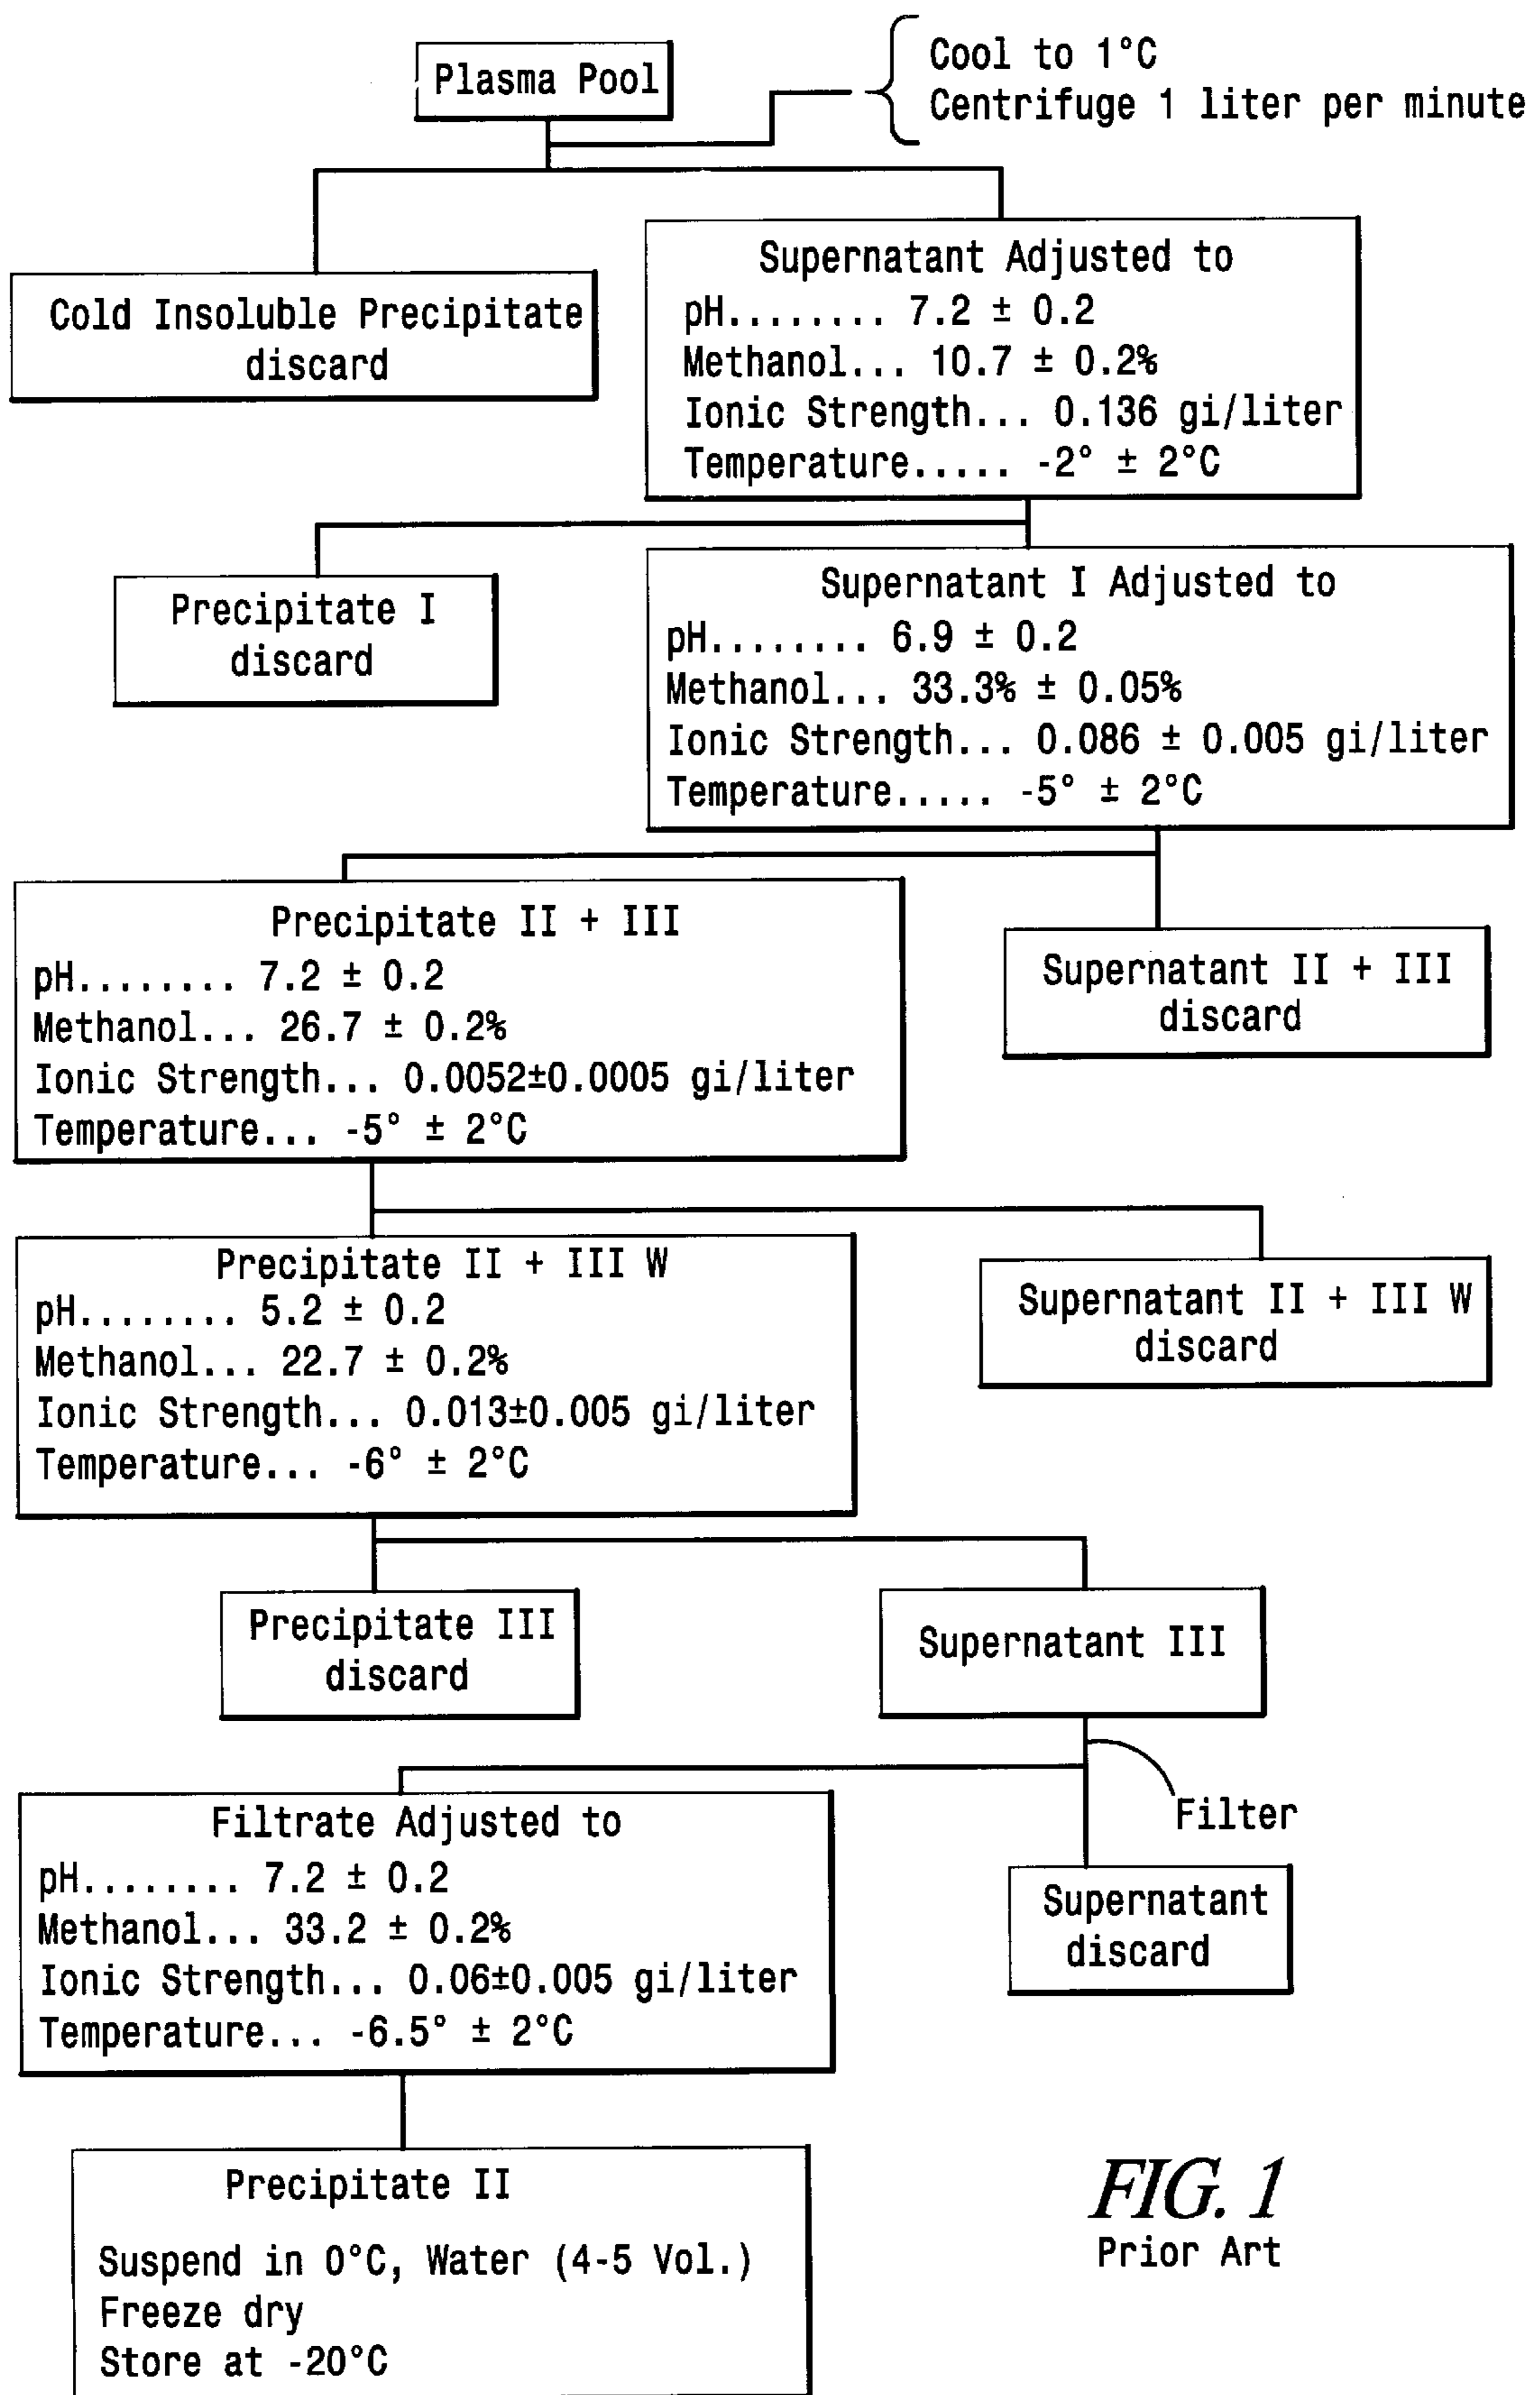 Plasma Pool
Cool to 1°C
Centrifuge 1 liter per minute
Cold Insoluble Precipitate
discard
Supernatant Adjusted to
pH........ 7.2 ± 0.2
Methanol... 10.7 ± 0.2%
Ionic Strength... 0.136 gi/liter
Temperature..... -2° ± 2°C
Precipitate I
discard
Supernatant I Adjusted to
pH........ 6.9 ± 0.2
Methanol... 33.3% ± 0.05%
Ionic Strength... 0.086 ± 0.005 gi/liter
Temperature..... -5° ± 2°C
Precipitate II + III
pH........ 7.2 ± 0.2
Methanol... 26.7 ± 0.2%
Ionic Strength... 0.0052±0.0005 gi/liter
Temperature... -5° ± 2°C
Supernatant II + III
discard
Precipitate II + III W
pH........ 5.2 ± 0.2
Methanol... 22.7 ± 0.2%
Ionic Strength... 0.013±0.005 gi/liter
Temperature... -6° ± 2°C
Supernatant II + III W
discard
Precipitate III
discard
Supernatant III
Filter
Filtrate Adjusted to
pH........ 7.2 ± 0.2
Methanol... 33.2 ± 0.2%
Ionic Strength... 0.06±0.005 gi/liter
Temperature... -6.5° ± 2°C
Supernatant
discard
Precipitate II
Suspend in 0°C, Water (4-5 Vol.)
Freeze dry
Store at -20°C
FIG. 1
Prior Art